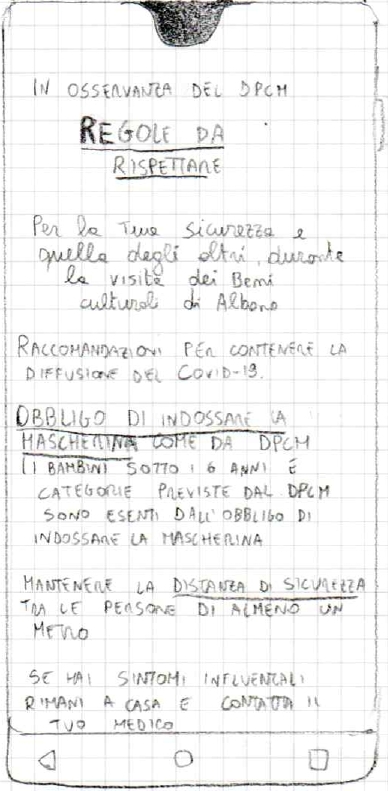 IN OSSERVANZA DEL DPCM
REGOLE DA
RISPETTARE
Per la Tua sicurezza e
quella degli altri, durante
la visita dei Beni
culturali di Albano
RACCOMANDAZIONI PER CONTENERE LA
DIFFUSIONE DEL COVID-19.
OBBLIGO DI INDOSSARE LA
MASCHERINA COME DA DPCM
(I BAMBINI SOTTO I 6 ANNI E
CATEGORIE PREVISTE DAL DPCM
SONO ESENTI DALL'OBBLIGO DI
INDOSSARE LA MASCHERINA
MANTENERE LA DISTANZA DI SICUREZZA
TRA LE PERSONE DI ALMENO UN
METRO
SE HAI SINTOMI INFLUENZALI
RIMANI A CASA E CONTATTA IL
TUO MEDICO